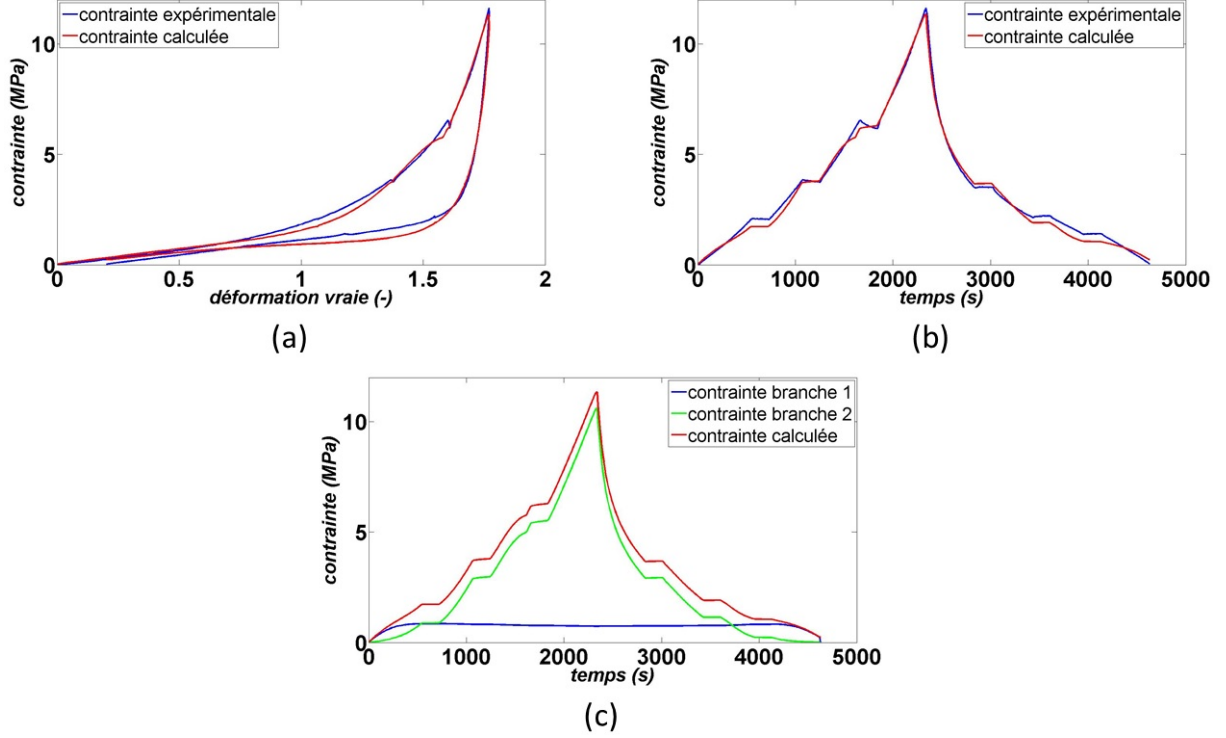 contrainte expérimentale
contrainte calculée
contrainte (MPa)
10
5
0
0
0.5
1
1.5
2
déformation vraie (-)
(a)
contrainte expérimentale
contrainte calculée
contrainte (MPa)
10
5
0
0
1000
2000
3000
4000
5000
temps (s)
(b)
contrainte branche 1
contrainte branche 2
contrainte calculée
contrainte (MPa)
10
5
0
0
1000
2000
3000
4000
5000
temps (s)
(c)